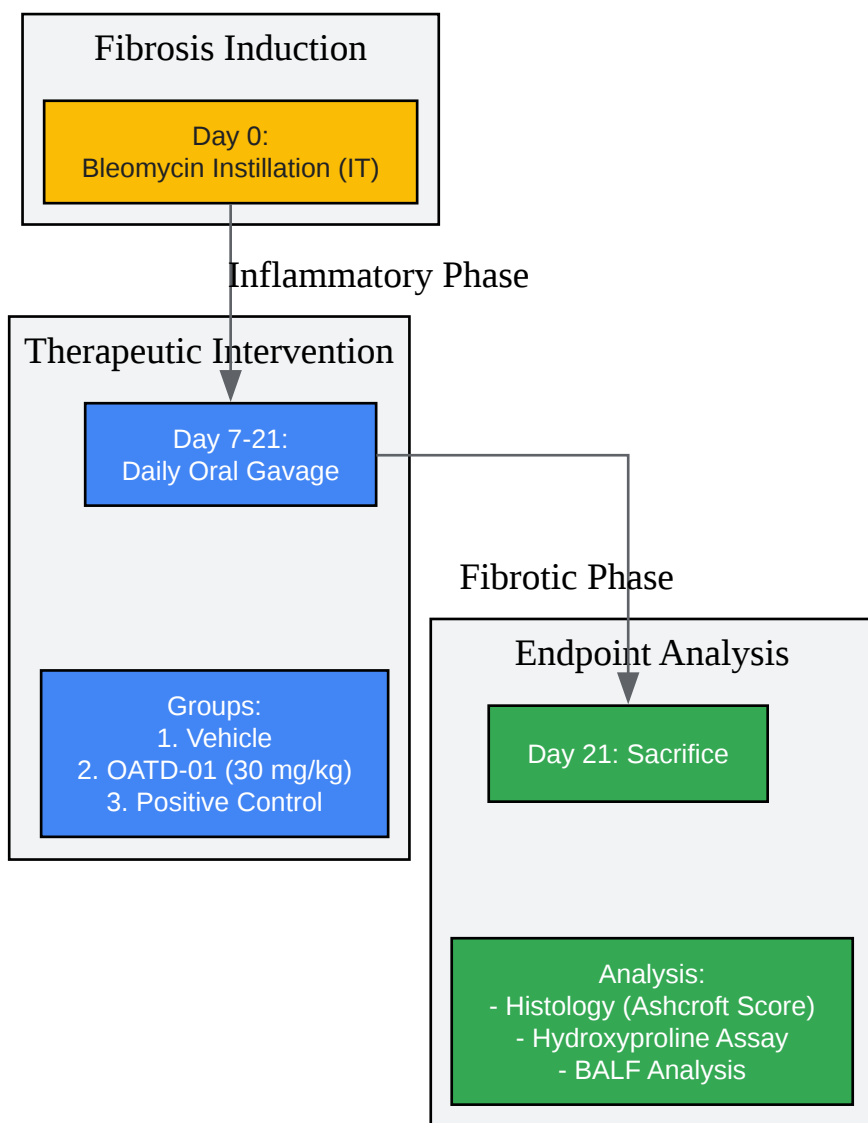 Fibrosis Induction
Day 0:
Bleomycin Instillation (IT)
Inflammatory Phase
Therapeutic Intervention
Day 7-21:
Daily Oral Gavage
Groups:
1. Vehicle
2. OATD-01 (30 mg/kg)
3. Positive Control
Fibrotic Phase
Endpoint Analysis
Day 21: Sacrifice
Analysis:
- Histology (Ashcroft Score)
- Hydroxyproline Assay
- BALF Analysis